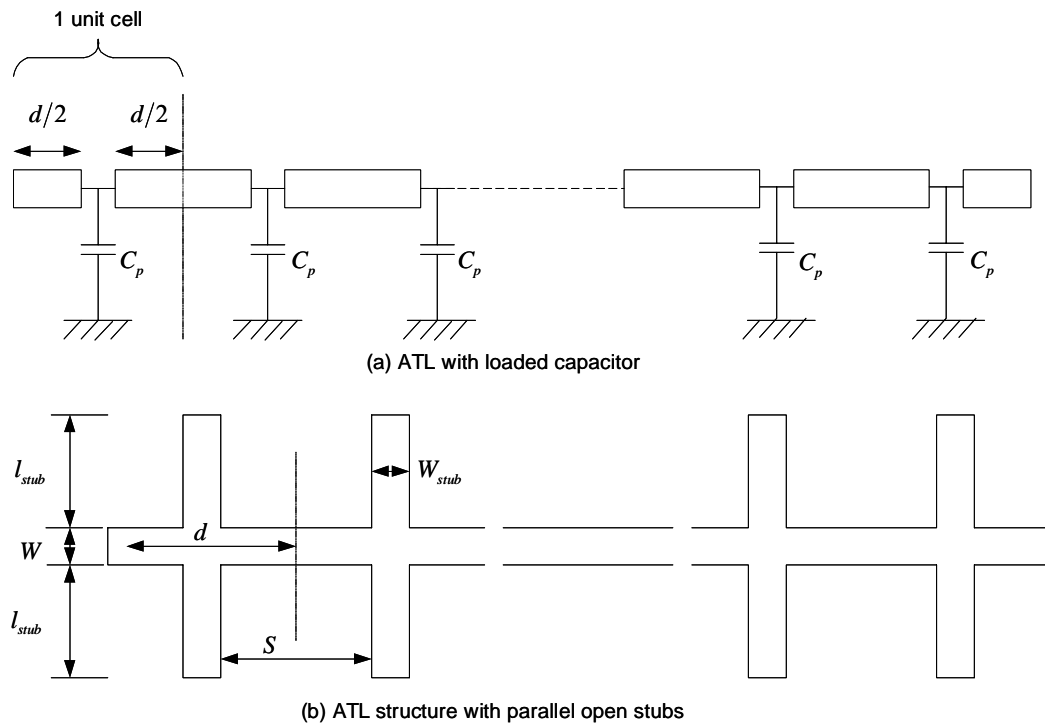 1 unit cell
d/2 d/2
C_p C_p C_p C_p C_p
(a) ATL with loaded capacitor
l_stub W_stub
W d
l_stub S
(b) ATL structure with parallel open stubs